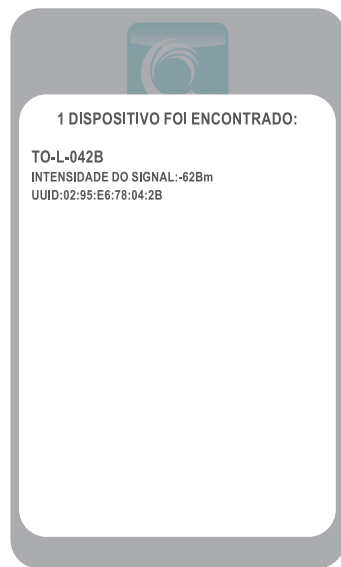 1 DISPOSITIVO FOI ENCONTRADO:
TO-L-042B
INTENSIDADE DO SIGNAL:-62Bm
UUID:02:95:E6:78:04:2B